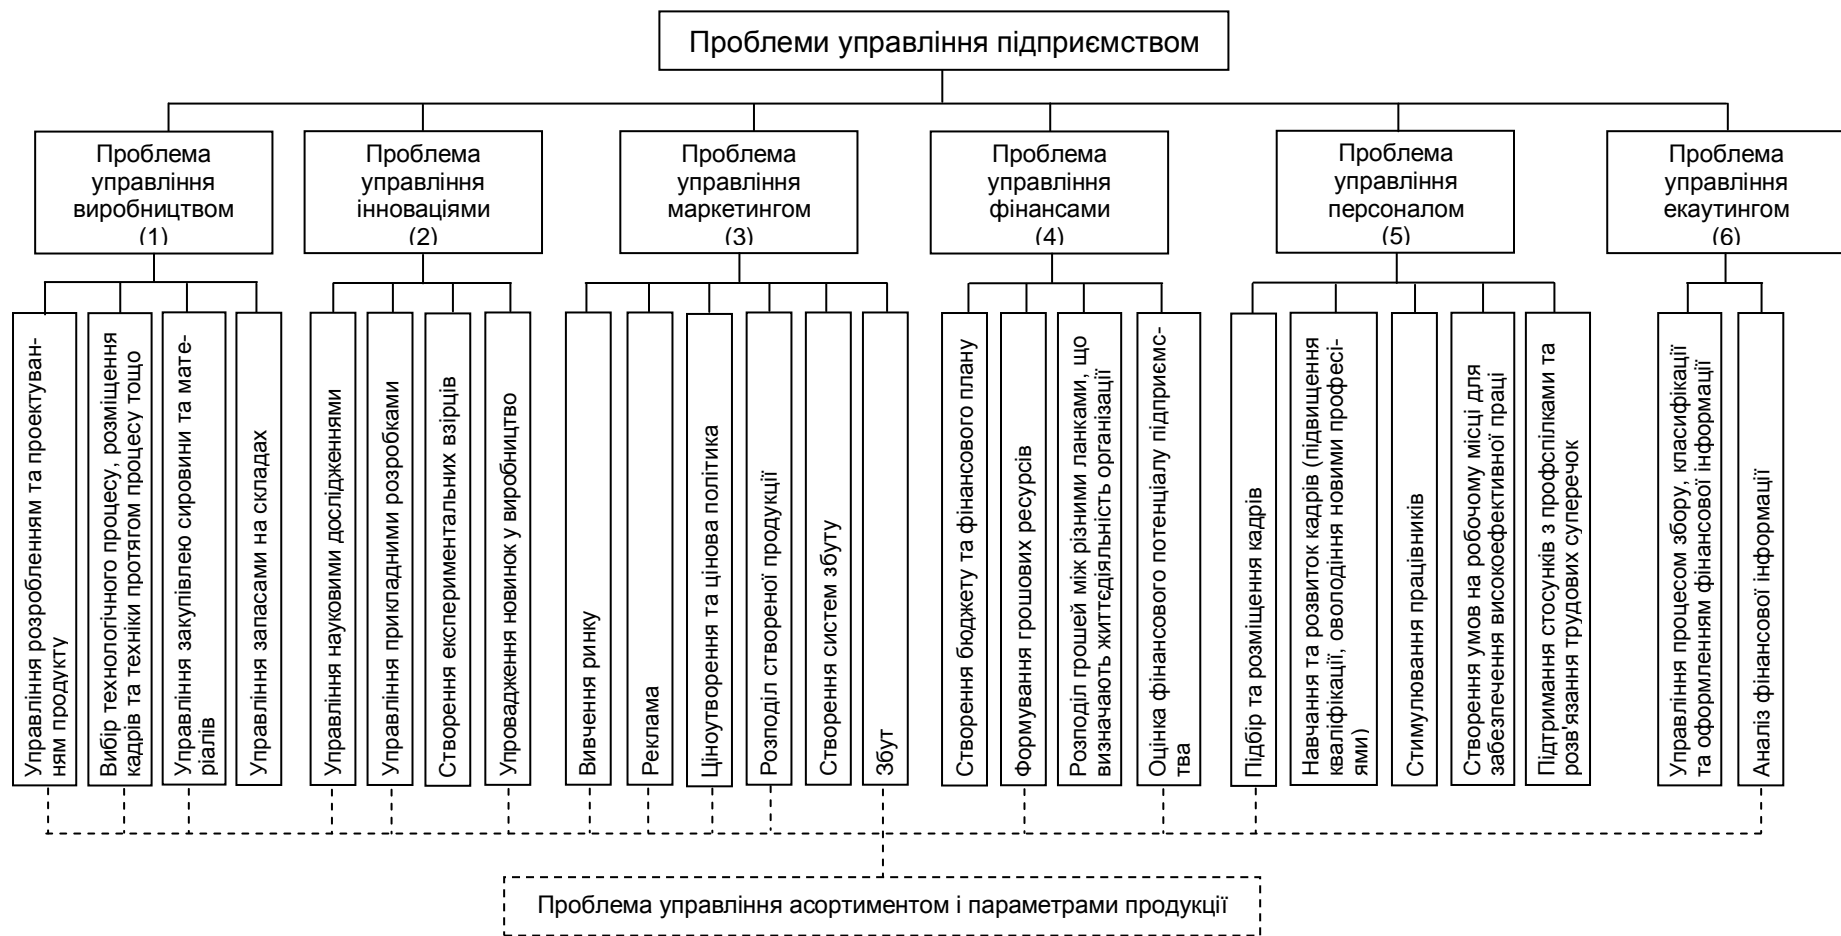 Проблеми управління підприємством
Проблема
управління
виробництвом
(1)
Проблема
управління
інноваціями
(2)
Проблема
управління
маркетингом
(3)
Проблема
управління
фінансами
(4)
Проблема
управління
персоналом
(5)
Проблема
управління
екаутингом
(6)
Управління розробленням та проектуван-
ням продукту
Вибір технологічного процесу, розміщення
кадрів та техніки протягом процесу тощо
Управління закупівлею сировини та мате-
ріалів
Управління запасами на складах
Управління науковими дослідженнями
Управління прикладними розробками
Створення експериментальних взірців
Упровадження новинок у виробництво
Вивчення ринку
Реклама
Ціноутворення та цінова політика
Розподіл створеної продукції
Створення систем збуту
Збут
Створення бюджету та фінансового плану
Формування грошових ресурсів
Розподіл грошей між різними ланками, що
визначають життєдіяльність організації
Оцінка фінансового потенціалу підприємс-
тва
Підбір та розміщення кадрів
Навчання та розвиток кадрів (підвищення
кваліфікації, оволодіння новими професі-
ями)
Стимулювання працівників
Створення умов на робочому місці для
забезпечення високоефективної праці
Підтримання стосунків з профспілками та
розв'язання трудових суперечок
Управління процесом збору, класифікації
та оформленням фінансової інформації
Аналіз фінансової інформації
Проблема управління асортиментом і параметрами продукції